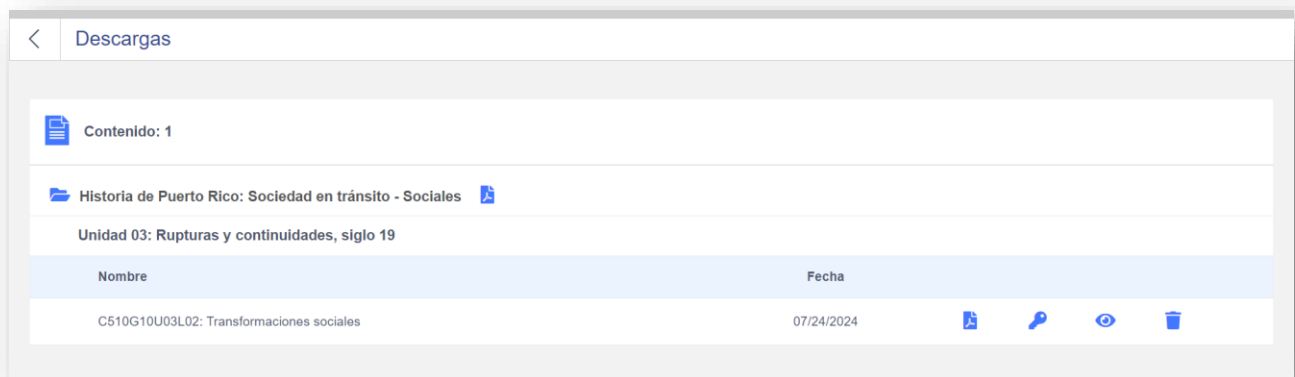 Descargas
Contenido: 1
Historia de Puerto Rico: Sociedad en tránsito - Sociales
Unidad 03: Rupturas y continuidades, siglo 19
Nombre Fecha
C510G10U03L02: Transformaciones sociales 07/24/2024